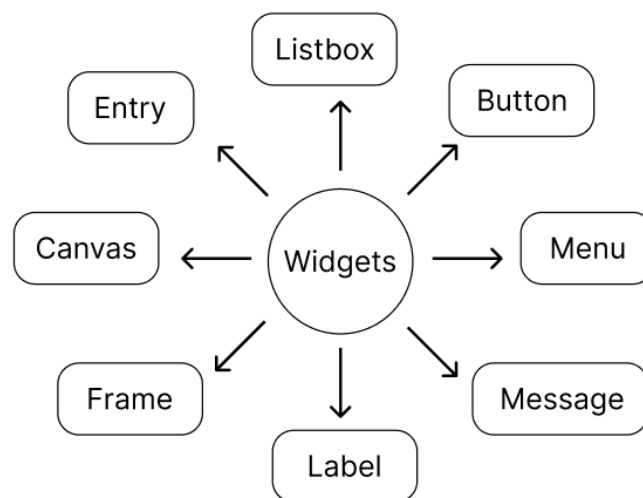 Listbox
Entry
Button
Canvas
Widgets
Menu
Frame
Message
Label